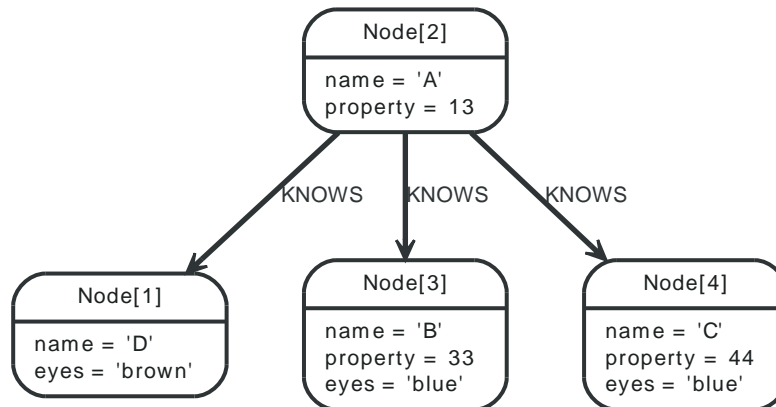 Node[2]
name = 'A'
property = 13
KNOWS
KNOWS
KNOWS
Node[1]
name = 'D'
eyes = 'brown'
Node[3]
name = 'B'
property = 33
eyes = 'blue'
Node[4]
name = 'C'
property = 44
eyes = 'blue'